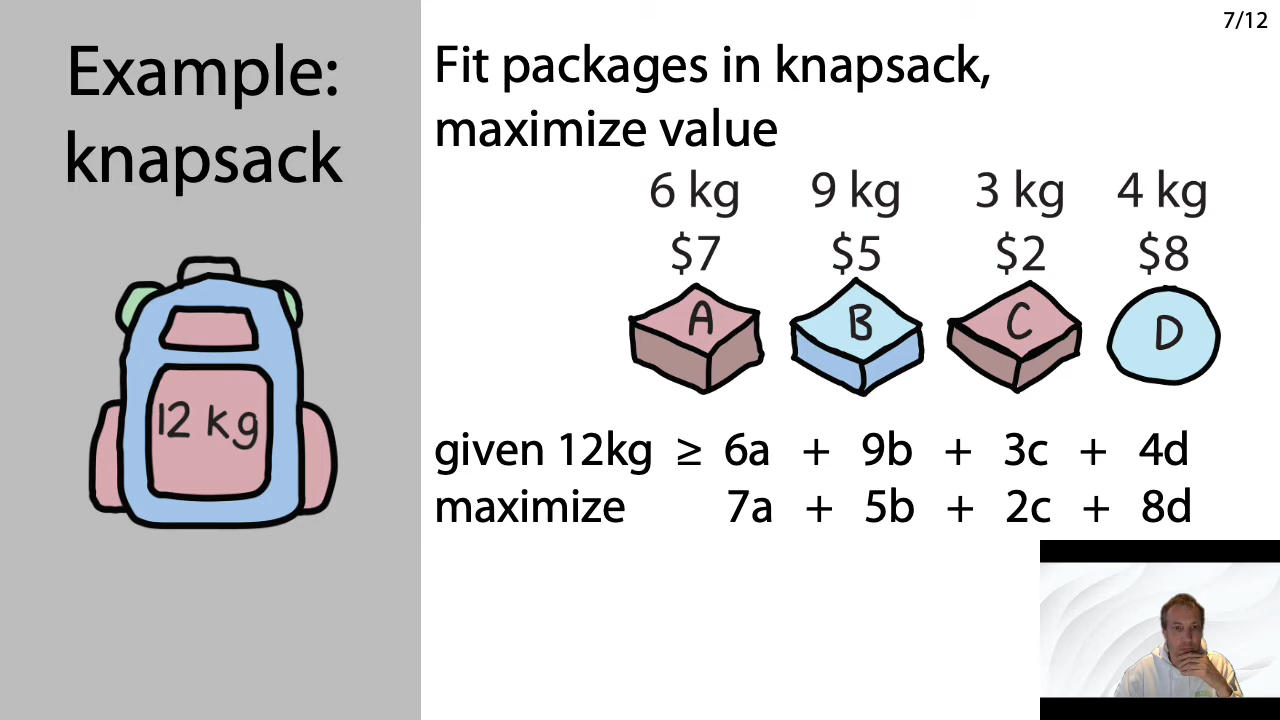 7/12
Example:
knapsack
12 kg
Fit packages in knapsack,
maximize value
6 kg 9 kg 3 kg 4 kg
$7 $5 $2 $8
A B C D
given 12kg ≥ 6a + 9b + 3c + 4d
maximize 7a + 5b + 2c + 8d